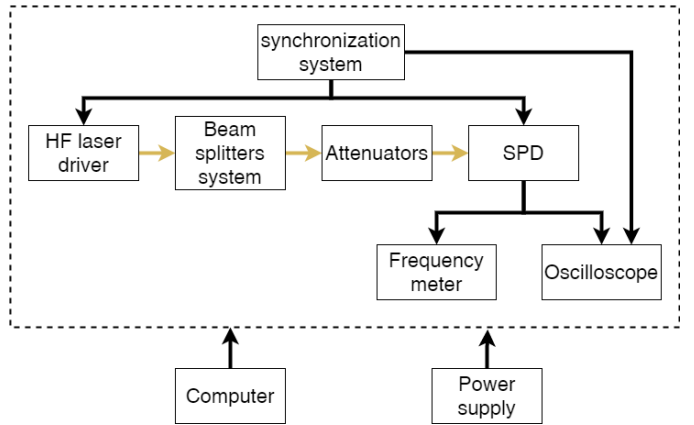 synchronization
system
HF laser
driver
Beam
splitters
system
Attenuators
SPD
Frequency
meter
Oscilloscope
Computer
Power
supply